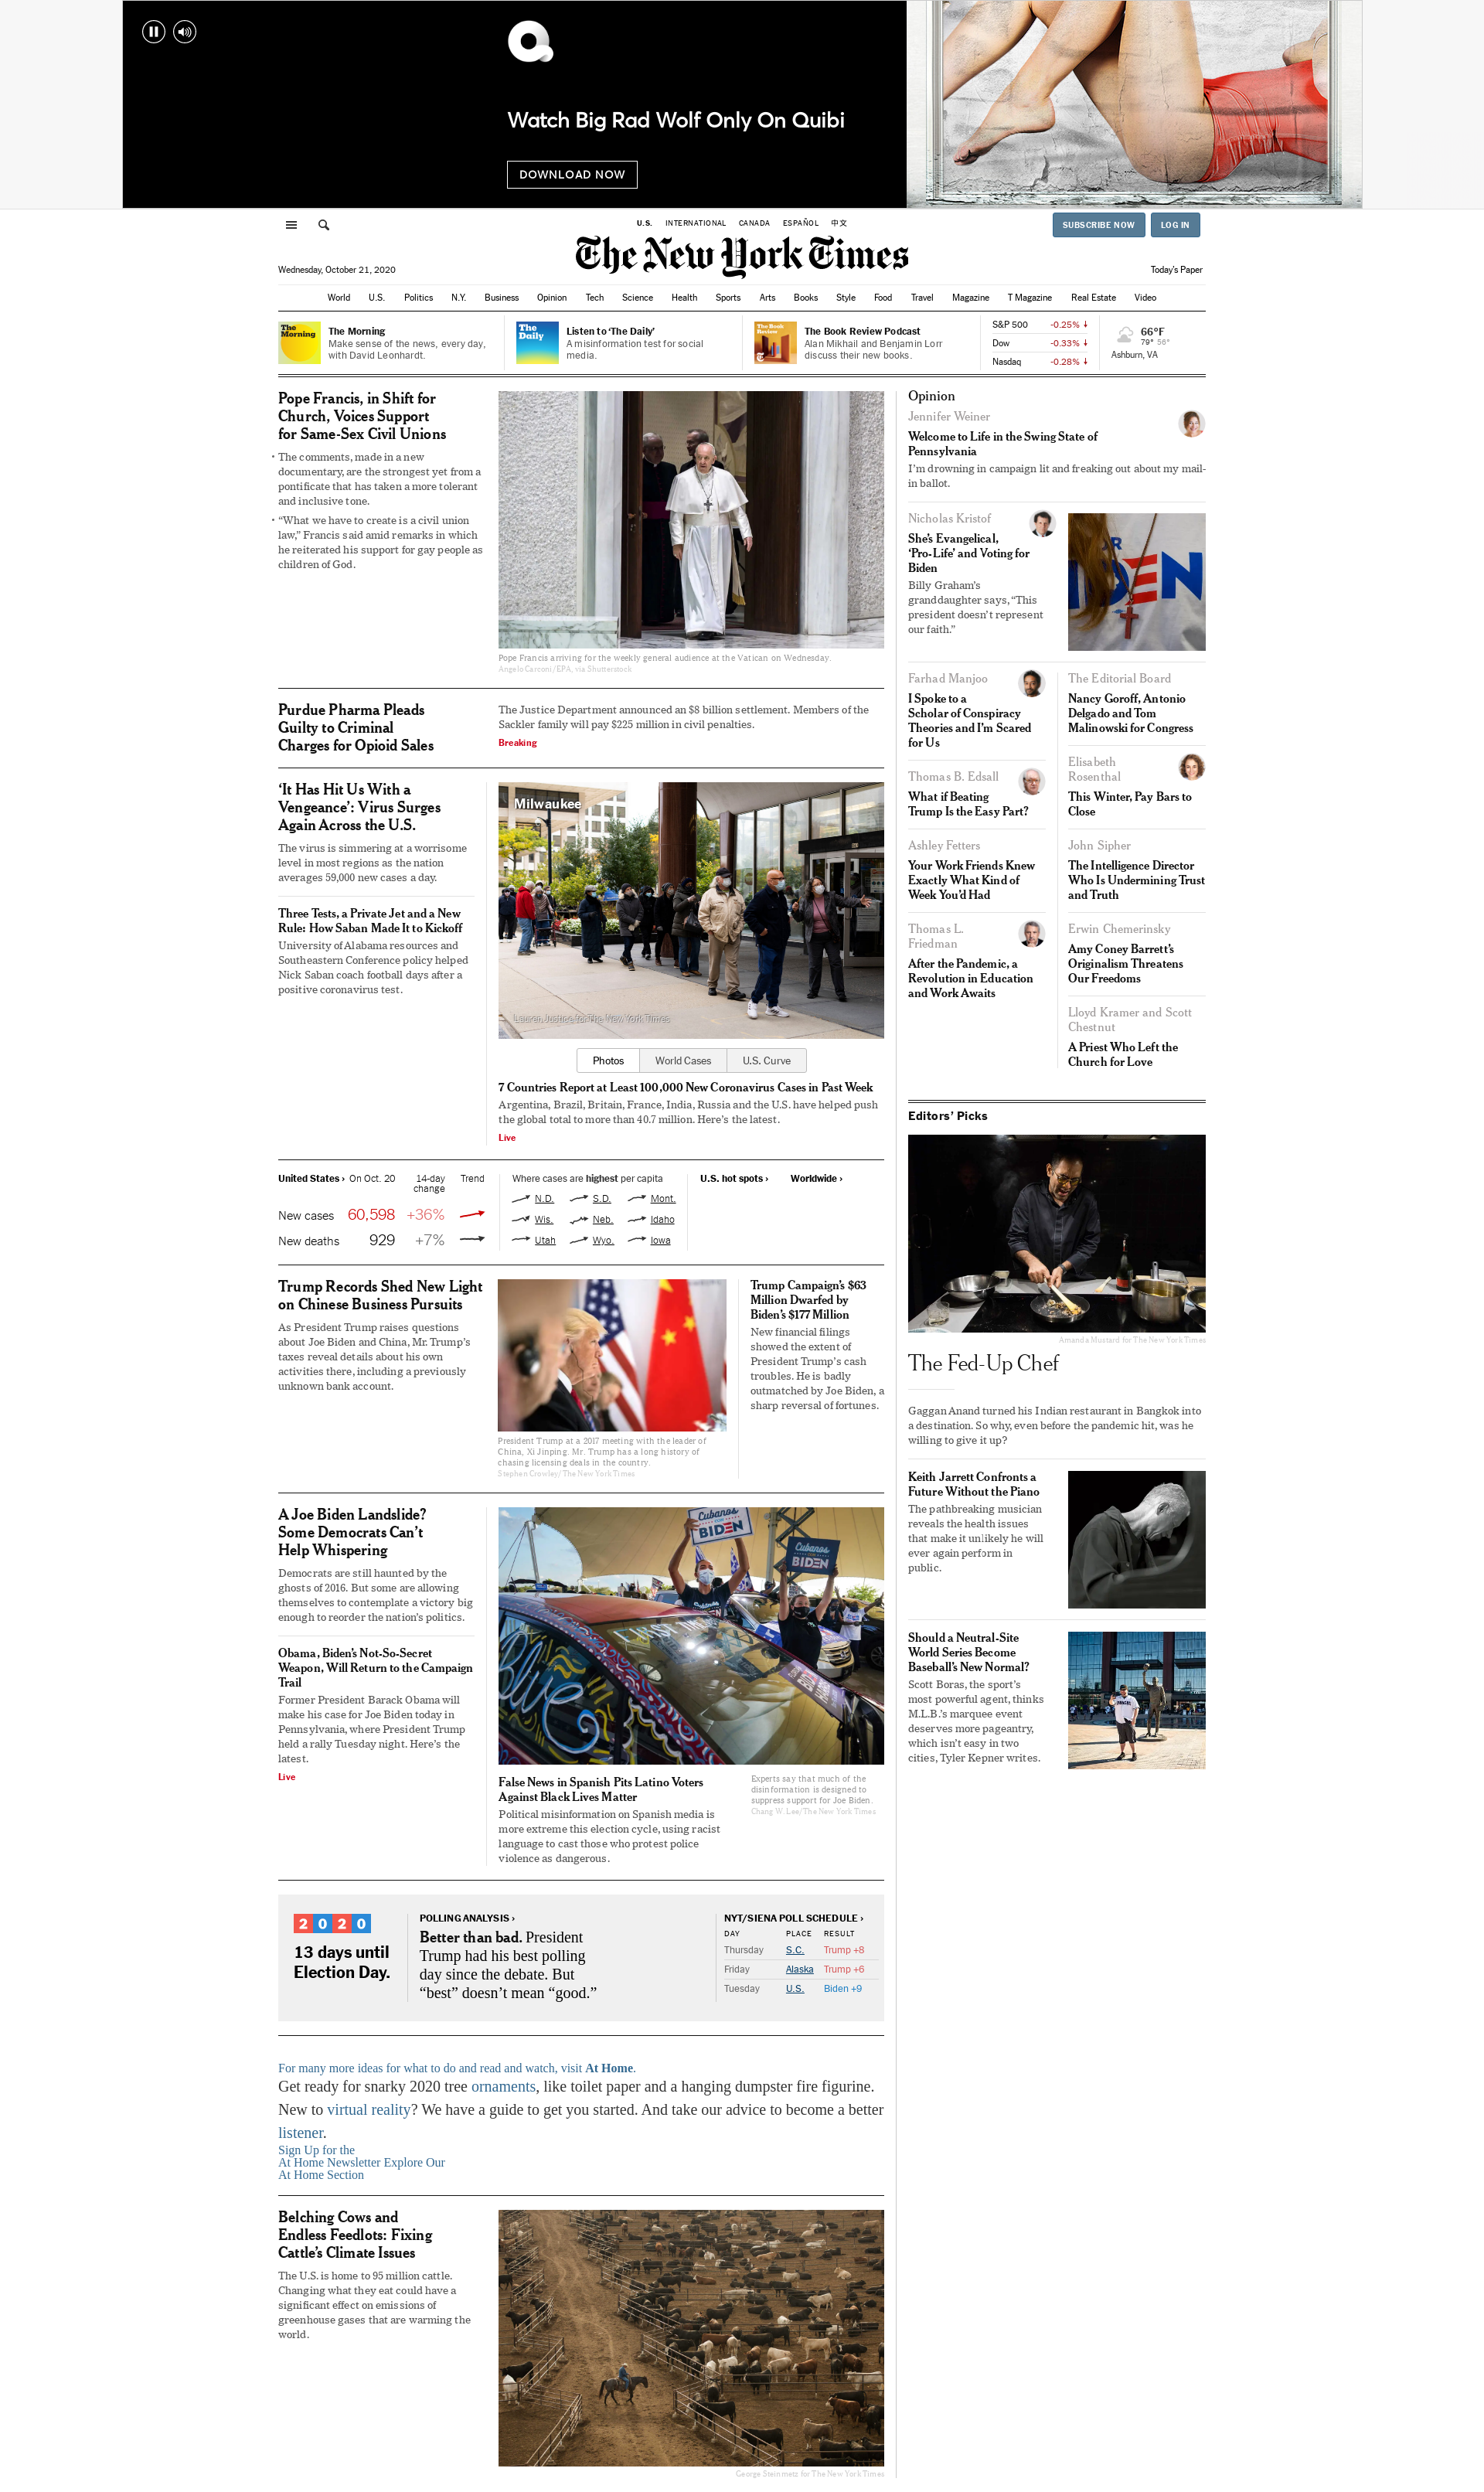 Watch Big Rad Wolf Only On Quibi
DOWNLOAD NOW
U.S. INTERNATIONAL CANADA ESPAÑOL 中文
SUBSCRIBE NOW LOG IN
The New York Times
Wednesday, October 21, 2020
Today's Paper
World U.S. Politics N.Y. Business Opinion Tech Science Health Sports Arts Books Style Food Travel Magazine T Magazine Real Estate Video
The Morning
The Morning
Make sense of the news, every day,
with David Leonhardt.
The Daily
Listen to ‘The Daily’
A misinformation test for social
media.
The Book Review
The Book Review Podcast
Alan Mikhail and Benjamin Lorr
discuss their new books.
S&P 500 -0.25%
Dow -0.33%
Nasdaq -0.28%
66°F
79° 56°
Ashburn, VA
Pope Francis, in Shift for
Church, Voices Support
for Same-Sex Civil Unions
• The comments, made in a new
documentary, are the strongest yet from a
pontificate that has taken a more tolerant
and inclusive tone.
• “What we have to create is a civil union
law,” Francis said amid remarks in which
he reiterated his support for gay people as
children of God.
Pope Francis arriving for the weekly general audience at the Vatican on Wednesday.
Angelo Carconi/EPA, via Shutterstock
Purdue Pharma Pleads
Guilty to Criminal
Charges for Opioid Sales
The Justice Department announced an $8 billion settlement. Members of the
Sackler family will pay $225 million in civil penalties.
Breaking
‘It Has Hit Us With a
Vengeance’: Virus Surges
Again Across the U.S.
The virus is simmering at a worrisome
level in most regions as the nation
averages 59,000 new cases a day.
Three Tests, a Private Jet and a New
Rule: How Saban Made It to Kickoff
University of Alabama resources and
Southeastern Conference policy helped
Nick Saban coach football days after a
positive coronavirus test.
Milwaukee
Lauren Justice for The New York Times
Photos World Cases U.S. Curve
7 Countries Report at Least 100,000 New Coronavirus Cases in Past Week
Argentina, Brazil, Britain, France, India, Russia and the U.S. have helped push
the global total to more than 40.7 million. Here’s the latest.
Live
United States › On Oct. 20 14-day change Trend
New cases 60,598 +36%
New deaths 929 +7%
Where cases are highest per capita
N.D. S.D. Mont.
Wis. Neb. Idaho
Utah Wyo. Iowa
U.S. hot spots › Worldwide ›
Trump Records Shed New Light
on Chinese Business Pursuits
As President Trump raises questions
about Joe Biden and China, Mr. Trump’s
taxes reveal details about his own
activities there, including a previously
unknown bank account.
President Trump at a 2017 meeting with the leader of
China, Xi Jinping. Mr. Trump has a long history of
chasing licensing deals in the country.
Stephen Crowley/The New York Times
Trump Campaign’s $63
Million Dwarfed by
Biden’s $177 Million
New financial filings
showed the extent of
President Trump’s cash
troubles. He is badly
outmatched by Joe Biden, a
sharp reversal of fortunes.
A Joe Biden Landslide?
Some Democrats Can’t
Help Whispering
Democrats are still haunted by the
ghosts of 2016. But some are allowing
themselves to contemplate a victory big
enough to reorder the nation’s politics.
Obama, Biden’s Not-So-Secret
Weapon, Will Return to the Campaign
Trail
Former President Barack Obama will
make his case for Joe Biden today in
Pennsylvania, where President Trump
held a rally Tuesday night. Here’s the
latest.
Live
Cubanos
BIDEN
Cubanos
BIDEN
Blue
False News in Spanish Pits Latino Voters
Against Black Lives Matter
Political misinformation on Spanish media is
more extreme this election cycle, using racist
language to cast those who protest police
violence as dangerous.
Experts say that much of the
disinformation is designed to
suppress support for Joe Biden.
Chang W. Lee/The New York Times
2020
13 days until
Election Day.
POLLING ANALYSIS ›
Better than bad. President
Trump had his best polling
day since the debate. But
“best” doesn’t mean “good.”
NYT/SIENA POLL SCHEDULE ›
DAY PLACE RESULT
Thursday S.C. Trump +8
Friday Alaska Trump +6
Tuesday U.S. Biden +9
For many more ideas for what to do and read and watch, visit At Home.
Get ready for snarky 2020 tree ornaments, like toilet paper and a hanging dumpster fire figurine.
New to virtual reality? We have a guide to get you started. And take our advice to become a better
listener.
Sign Up for the
At Home Newsletter Explore Our
At Home Section
Belching Cows and
Endless Feedlots: Fixing
Cattle’s Climate Issues
The U.S. is home to 95 million cattle.
Changing what they eat could have a
significant effect on emissions of
greenhouse gases that are warming the
world.
George Steinmetz for The New York Times
Opinion
Jennifer Weiner
Welcome to Life in the Swing State of
Pennsylvania
I’m drowning in campaign lit and freaking out about my mail-
in ballot.
Nicholas Kristof
She’s Evangelical,
‘Pro-Life’ and Voting for
Biden
Billy Graham’s
granddaughter says, “This
president doesn’t represent
our faith.”
Farhad Manjoo
I Spoke to a
Scholar of Conspiracy
Theories and I’m Scared
for Us
Thomas B. Edsall
What if Beating
Trump Is the Easy Part?
Ashley Fetters
Your Work Friends Knew
Exactly What Kind of
Week You’d Had
Thomas L.
Friedman
After the Pandemic, a
Revolution in Education
and Work Awaits
The Editorial Board
Nancy Goroff, Antonio
Delgado and Tom
Malinowski for Congress
Elisabeth
Rosenthal
This Winter, Pay Bars to
Close
John Sipher
The Intelligence Director
Who Is Undermining Trust
and Truth
Erwin Chemerinsky
Amy Coney Barrett’s
Originalism Threatens
Our Freedoms
Lloyd Kramer and Scott
Chestnut
A Priest Who Left the
Church for Love
Editors’ Picks
Amanda Mustard for The New York Times
The Fed-Up Chef
Gaggan Anand turned his Indian restaurant in Bangkok into
a destination. So why, even before the pandemic hit, was he
willing to give it up?
Keith Jarrett Confronts a
Future Without the Piano
The pathbreaking musician
reveals the health issues
that make it unlikely he will
ever again perform in
public.
Should a Neutral-Site
World Series Become
Baseball’s New Normal?
Scott Boras, the sport’s
most powerful agent, thinks
M.L.B.’s marquee event
deserves more pageantry,
which isn’t easy in two
cities, Tyler Kepner writes.